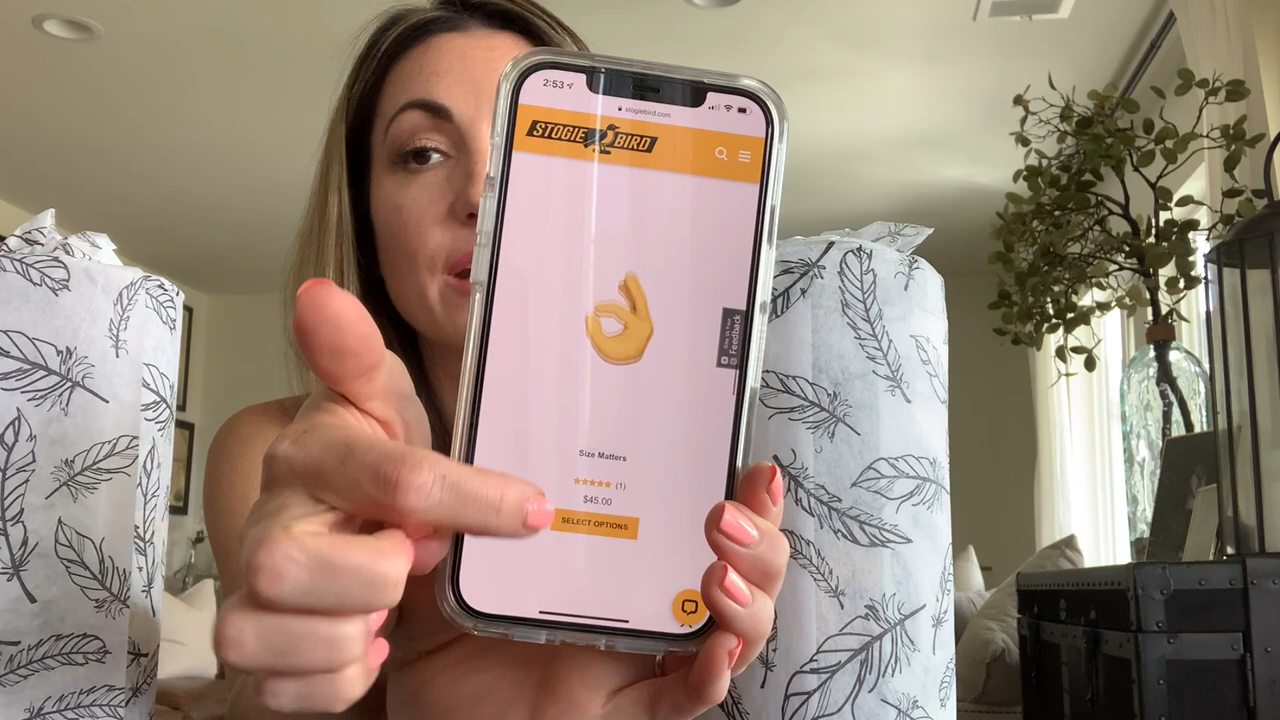 2:53
stogiebird.com
STOGIE BIRD
Feedback
Size Matters
(1)
$45.00
SELECT OPTIONS